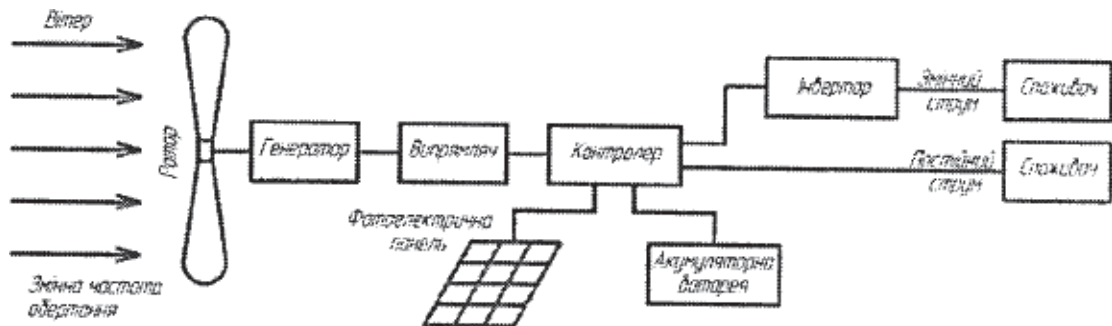 Вітер
Ротор
Генератор
Випрямляч
Контролер
Інвертор
Змінний
струм
Споживач
Постійний
струм
Споживач
Фотоелектрична
панель
Акумуляторна
батарея
Змінна частота
обертання